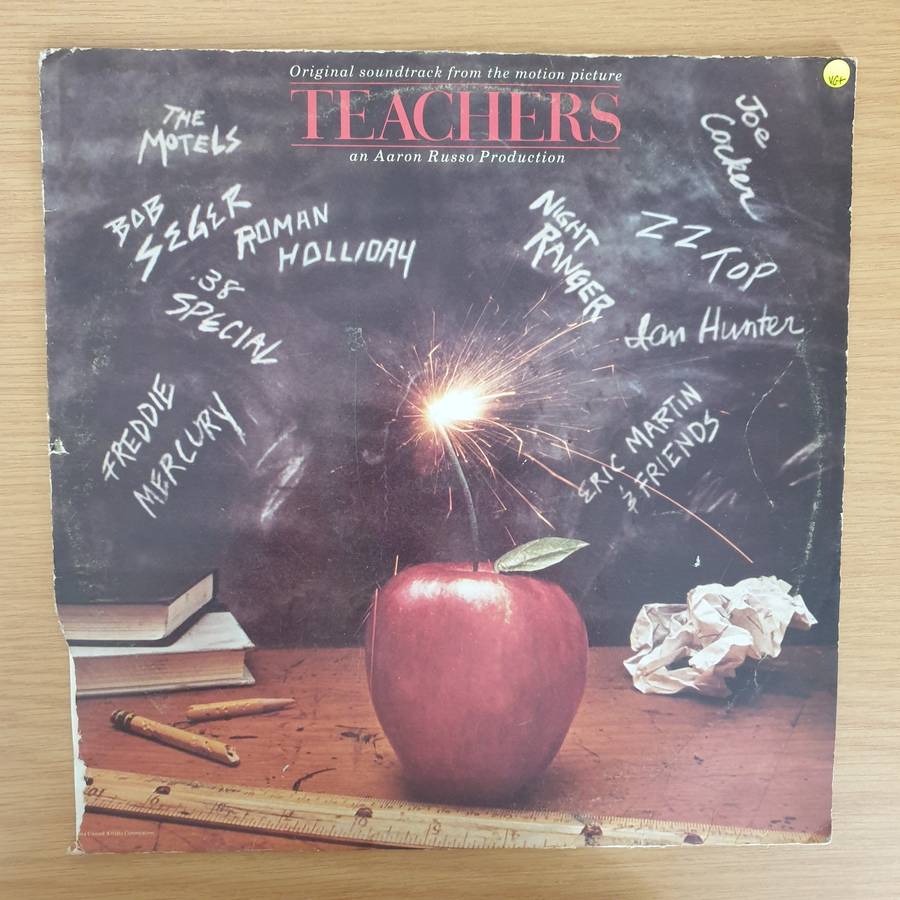 Original soundtrack from the motion picture
TEACHERS
an Aaron Russo Production
VG+
THE
MOTELS
Joe
Cocker
BOB
SEGER
ROMAN
HOLLIDAY
NIGHT
RANGER
ZZ TOP
.38
SPECIAL
Ian Hunter
FREDDIE
MERCURY
ERIC MARTIN
& FRIENDS